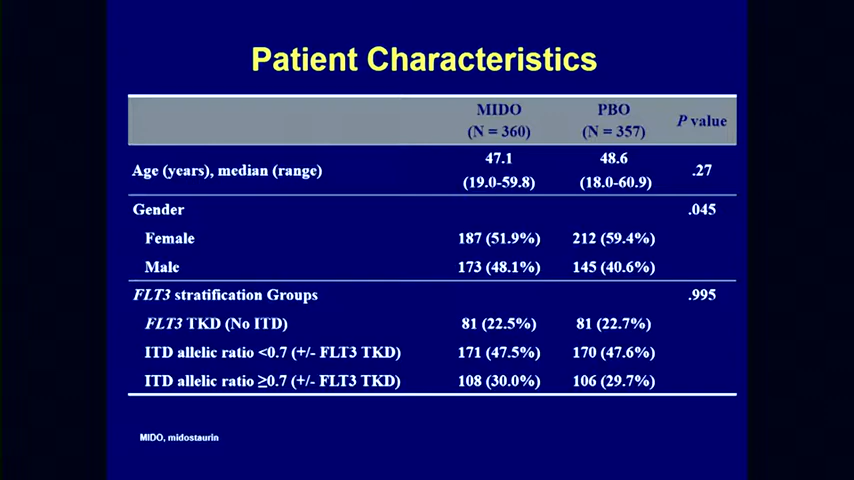 Patient Characteristics
MIDO (N = 360) PBO (N = 357) P value
Age (years), median (range) 47.1 (19.0-59.8) 48.6 (18.0-60.9) .27
Gender .045
Female 187 (51.9%) 212 (59.4%)
Male 173 (48.1%) 145 (40.6%)
FLT3 stratification Groups .995
FLT3 TKD (No ITD) 81 (22.5%) 81 (22.7%)
ITD allelic ratio <0.7 (+/- FLT3 TKD) 171 (47.5%) 170 (47.6%)
ITD allelic ratio ≥0.7 (+/- FLT3 TKD) 108 (30.0%) 106 (29.7%)
MIDO, midostaurin